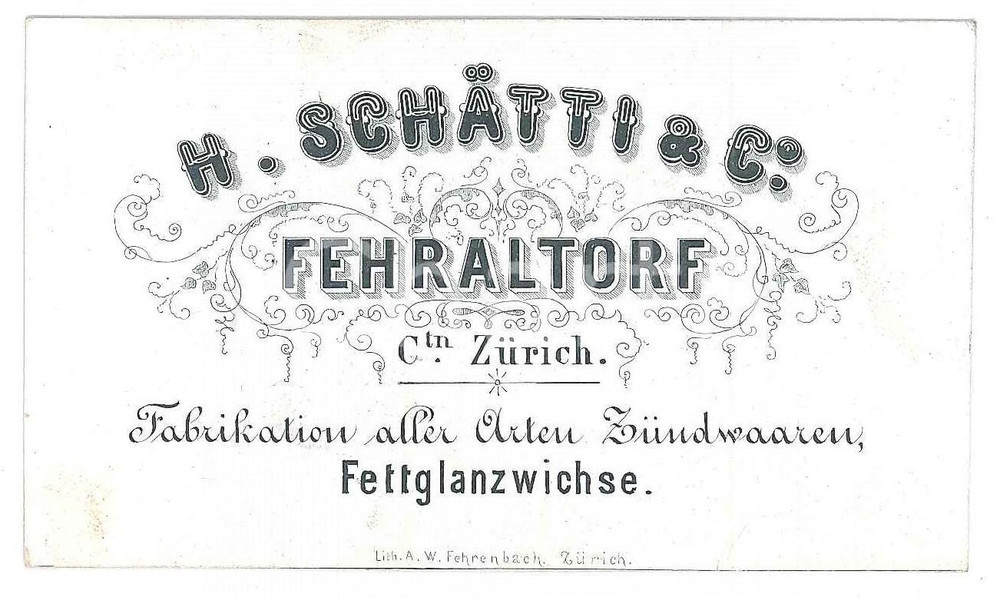 H. SCHÄTTI & Co.
FEHRALTORF
Ctn. Zürich.
Fabrikation aller Arten Zündwaaren,
Fettglanzwichse.
Lith. A. W. Fehrenbach. Zürich.